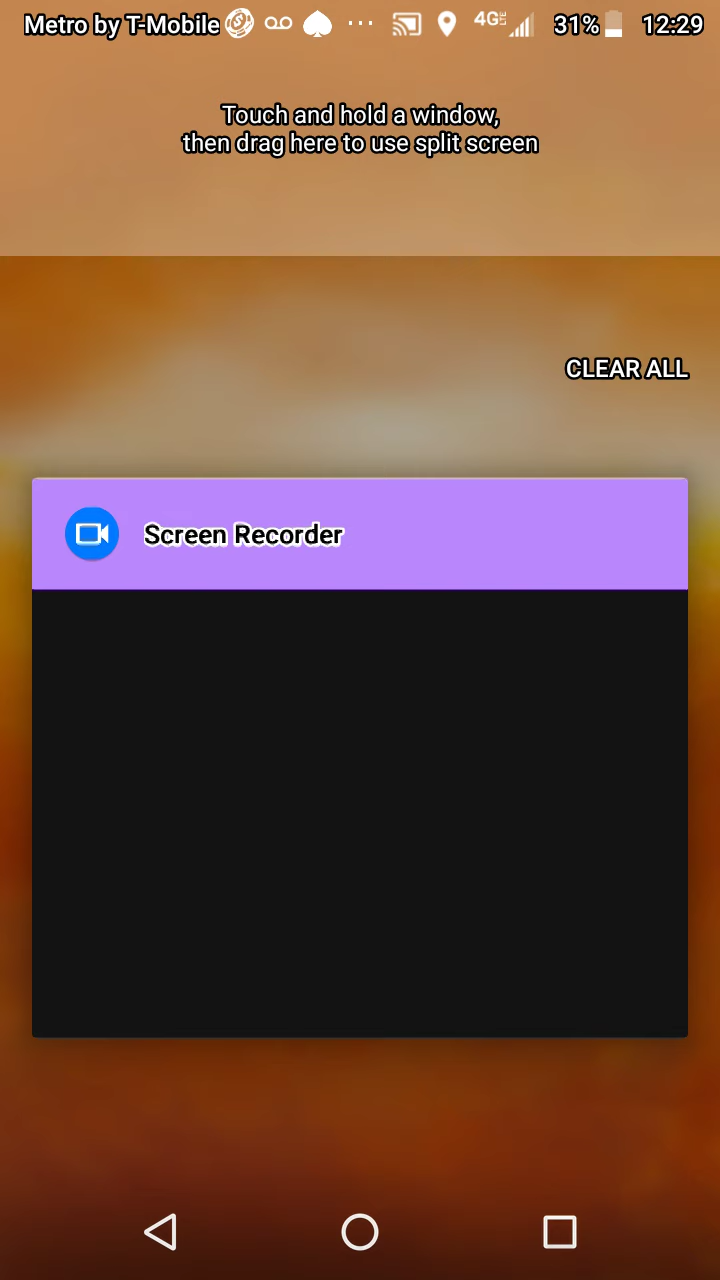 Metro by T-Mobile 4G LTE 31% 12:29
Touch and hold a window,
then drag here to use split screen
CLEAR ALL
Screen Recorder